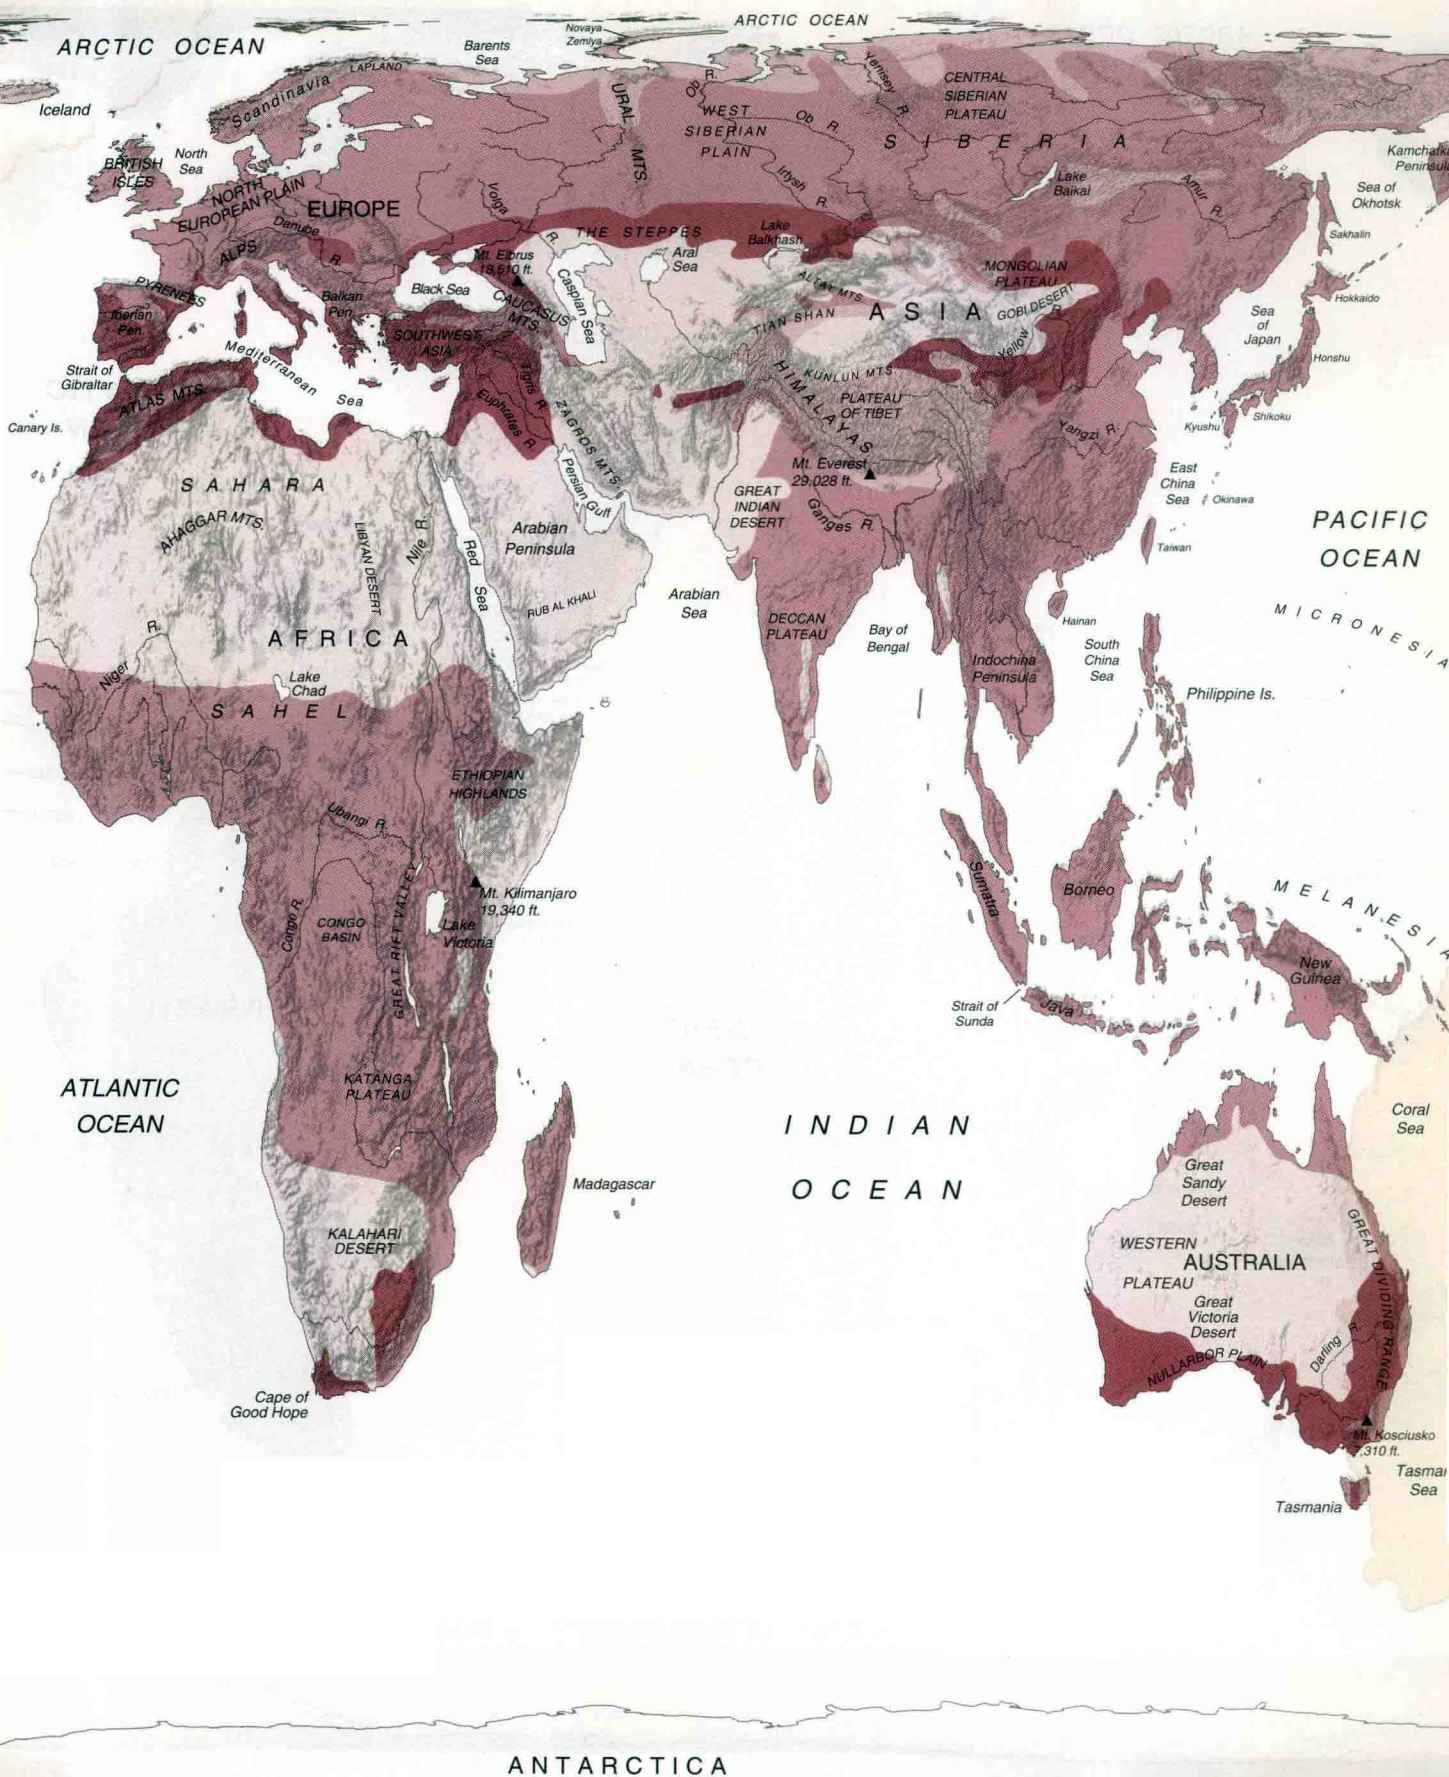 ARCTIC OCEAN
ARCTIC OCEAN
Novaya
Zemlya
Barents
Sea
LAPLAND
Scandinavia
Iceland
URAL MTS.
Ob R.
Yenisey R.
CENTRAL
SIBERIAN
PLATEAU
WEST
SIBERIAN
PLAIN
Ob R.
SIBERIA
BRITISH
ISLES
North
Sea
Kamchatka
Peninsula
NORTH
EUROPEAN PLAIN
EUROPE
Volga R.
Irtysh R.
Lake
Baikal
Amur R.
Sea of
Okhotsk
Danube R.
ALPS
THE STEPPES
Lake
Balkhash
Sakhalin
Mt. Elbrus
18,510 ft.
Aral
Sea
MONGOLIAN
PLATEAU
PYRENEES
Black Sea
Caspian Sea
ALTAY MTS.
ASIA
GOBI DESERT
Hokkaido
Iberian
Pen.
Balkan
Pen.
CAUCASUS
MTS.
TIAN SHAN
Yellow R.
Sea
of
Japan
SOUTHWEST
ASIA
Honshu
Strait of
Gibraltar
Mediterranean Sea
Tigris R.
HIMALAYAS
KUNLUN MTS.
PLATEAU
OF TIBET
ATLAS MTS.
Euphrates R.
ZAGROS MTS.
Yangzi R.
Kyushu
Shikoku
Canary Is.
Persian Gulf
Mt. Everest
29,028 ft.
East
China
Sea
Okinawa
SAHARA
GREAT
INDIAN
DESERT
Ganges R.
PACIFIC
OCEAN
AHAGGAR MTS.
LIBYAN DESERT
Nile R.
Red Sea
Arabian
Peninsula
Taiwan
RUB AL KHALI
Arabian
Sea
DECCAN
PLATEAU
Bay of
Bengal
Hainan
MICRONESIA
AFRICA
Niger R.
South
China
Sea
Indochina
Peninsula
Lake
Chad
SAHEL
Philippine Is.
ETHIOPIAN
HIGHLANDS
Ubangi R.
Mt. Kilimanjaro
19,340 ft.
Sumatra
Borneo
MELANESIA
Congo R.
CONGO
BASIN
GREAT RIFT VALLEY
Lake
Victoria
New
Guinea
Strait of
Sunda
Java
KATANGA
PLATEAU
ATLANTIC
OCEAN
INDIAN
OCEAN
Coral
Sea
Madagascar
Great
Sandy
Desert
KALAHARI
DESERT
WESTERN
PLATEAU
AUSTRALIA
GREAT DIVIDING RANGE
Great
Victoria
Desert
Darling R.
NULLARBOR PLAIN
Cape of
Good Hope
Mt. Kosciusko
7,310 ft.
Tasman
Sea
Tasmania
ANTARCTICA